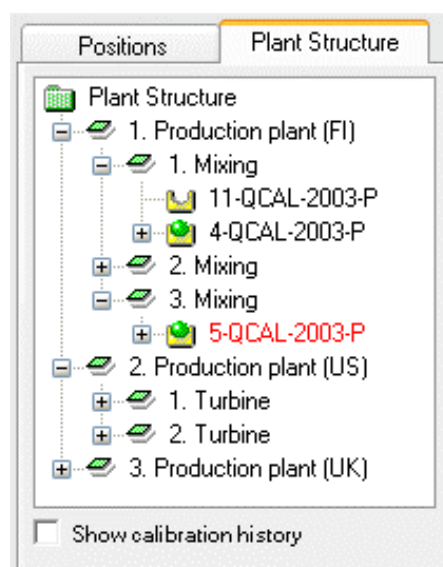 Positions
Plant Structure
Plant Structure
1. Production plant (FI)
1. Mixing
11-QCAL-2003-P
4-QCAL-2003-P
2. Mixing
3. Mixing
5-QCAL-2003-P
2. Production plant (US)
1. Turbine
2. Turbine
3. Production plant (UK)
Show calibration history